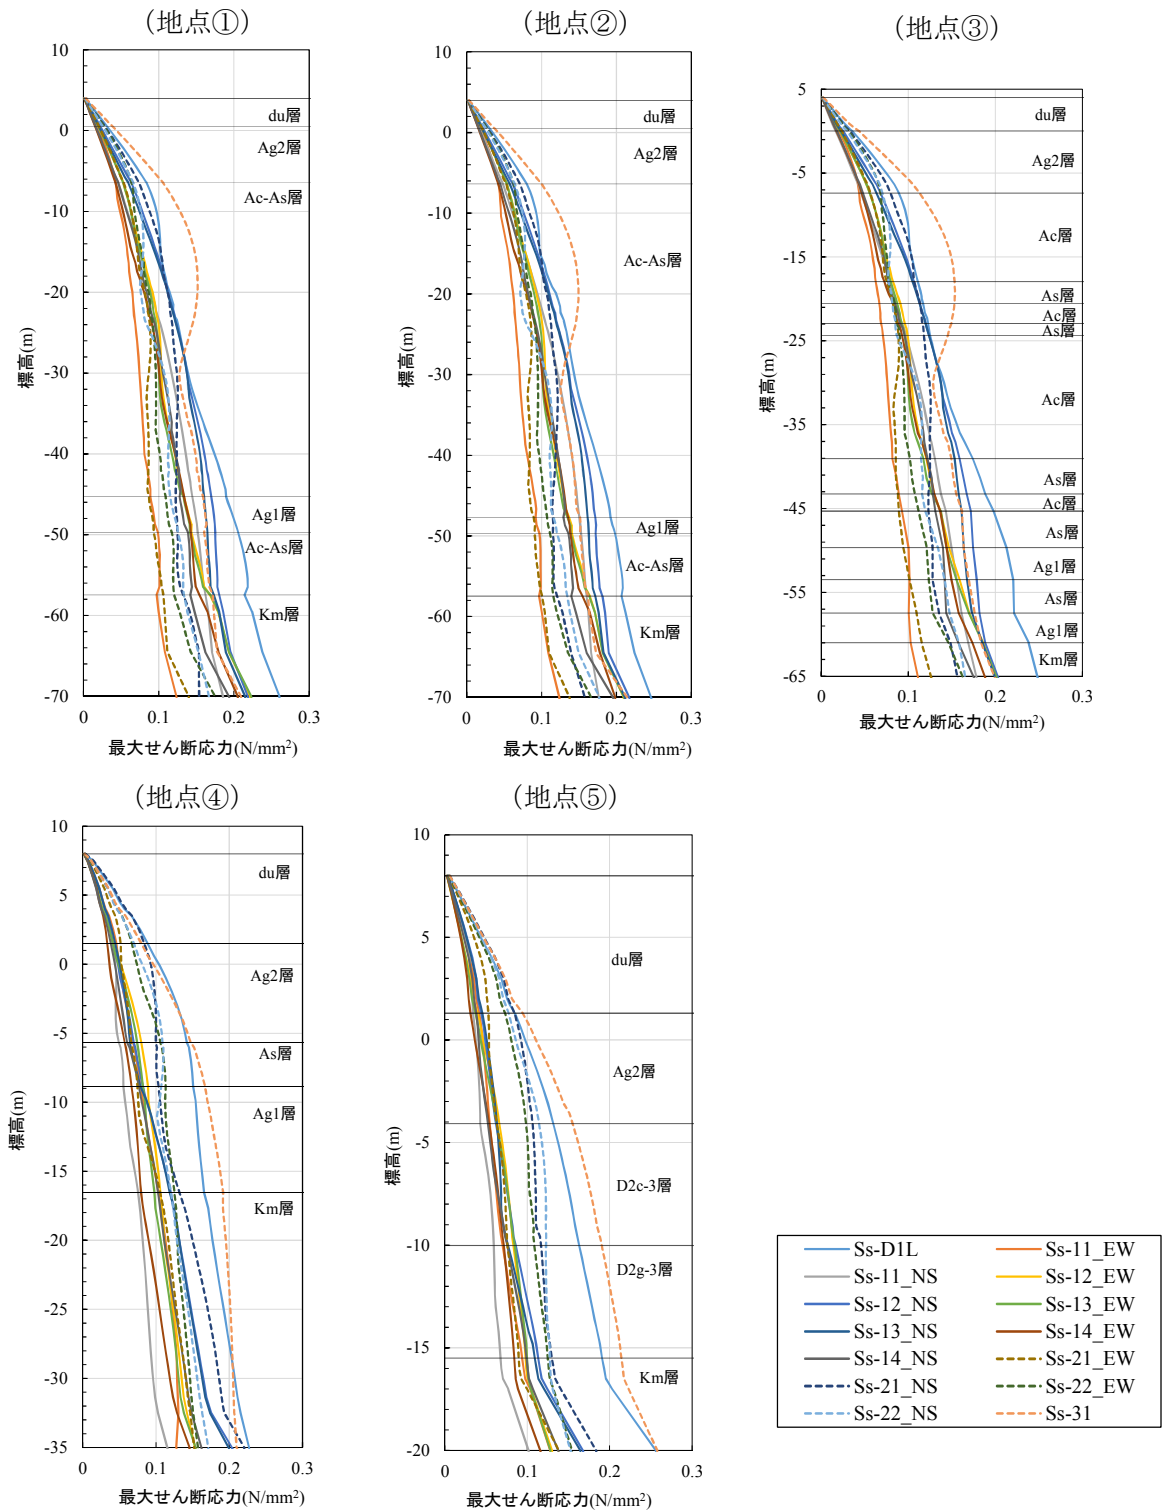 (地点①)
10
0
-10
-20
-30
-40
-50
-60
-70
標高(m)
du層
Ag2層
Ac-As層
Ag1層
Ac-As層
Km層
0
0.1
0.2
0.3
最大せん断応力(N/mm²)
(地点②)
10
0
-10
-20
-30
-40
-50
-60
-70
標高(m)
du層
Ag2層
Ac-As層
Ag1層
Ac-As層
Km層
0
0.1
0.2
0.3
最大せん断応力(N/mm²)
(地点③)
5
-5
-15
-25
-35
-45
-55
-65
標高(m)
du層
Ag2層
Ac層
As層
Ac層
As層
Ac層
As層
Ac層
As層
Ag1層
As層
Ag1層
Km層
0
0.1
0.2
0.3
最大せん断応力(N/mm²)
(地点④)
10
5
0
-5
-10
-15
-20
-25
-30
-35
標高(m)
du層
Ag2層
As層
Ag1層
Km層
0
0.1
0.2
0.3
最大せん断応力(N/mm²)
(地点⑤)
10
5
0
-5
-10
-15
-20
標高(m)
du層
Ag2層
D2c-3層
D2g-3層
Km層
0
0.1
0.2
0.3
最大せん断応力(N/mm²)
Ss-D1L Ss-11_EW
Ss-11_NS Ss-12_EW
Ss-12_NS Ss-13_EW
Ss-13_NS Ss-14_EW
Ss-14_NS Ss-21_EW
Ss-21_NS Ss-22_EW
Ss-22_NS Ss-31